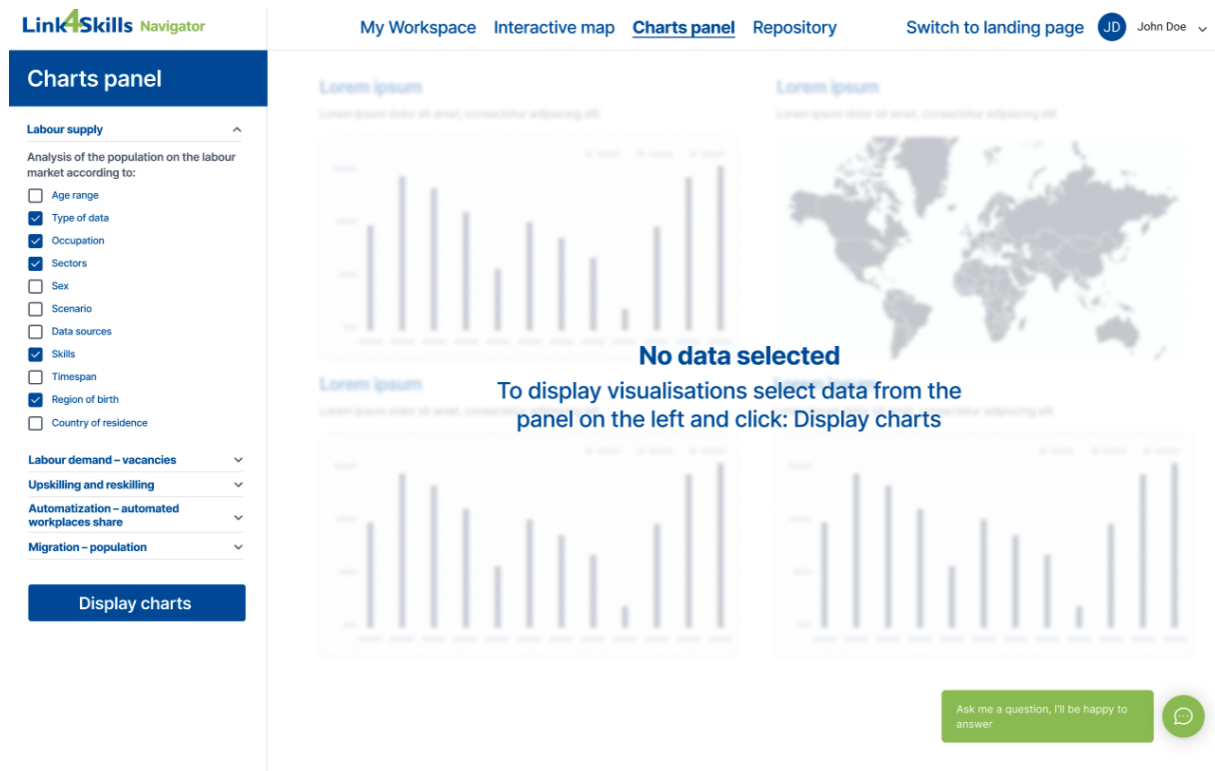 Link4Skills Navigator
My Workspace Interactive map Charts panel Repository Switch to landing page JD John Doe
Charts panel
Labour supply
Analysis of the population on the labour
market according to:
Age range
Type of data
Occupation
Sectors
Sex
Scenario
Data sources
Skills
Timespan
Region of birth
Country of residence
Labour demand – vacancies
Upskilling and reskilling
Automatization – automated
workplaces share
Migration – population
Display charts
Lorem ipsum
Lorem ipsum dolor sit amet, consectetur adipiscing elit
Lorem ipsum
Lorem ipsum dolor sit amet, consectetur adipiscing elit
No data selected
To display visualisations select data from the
panel on the left and click: Display charts
Lorem ipsum
Ask me a question, I'll be happy to
answer